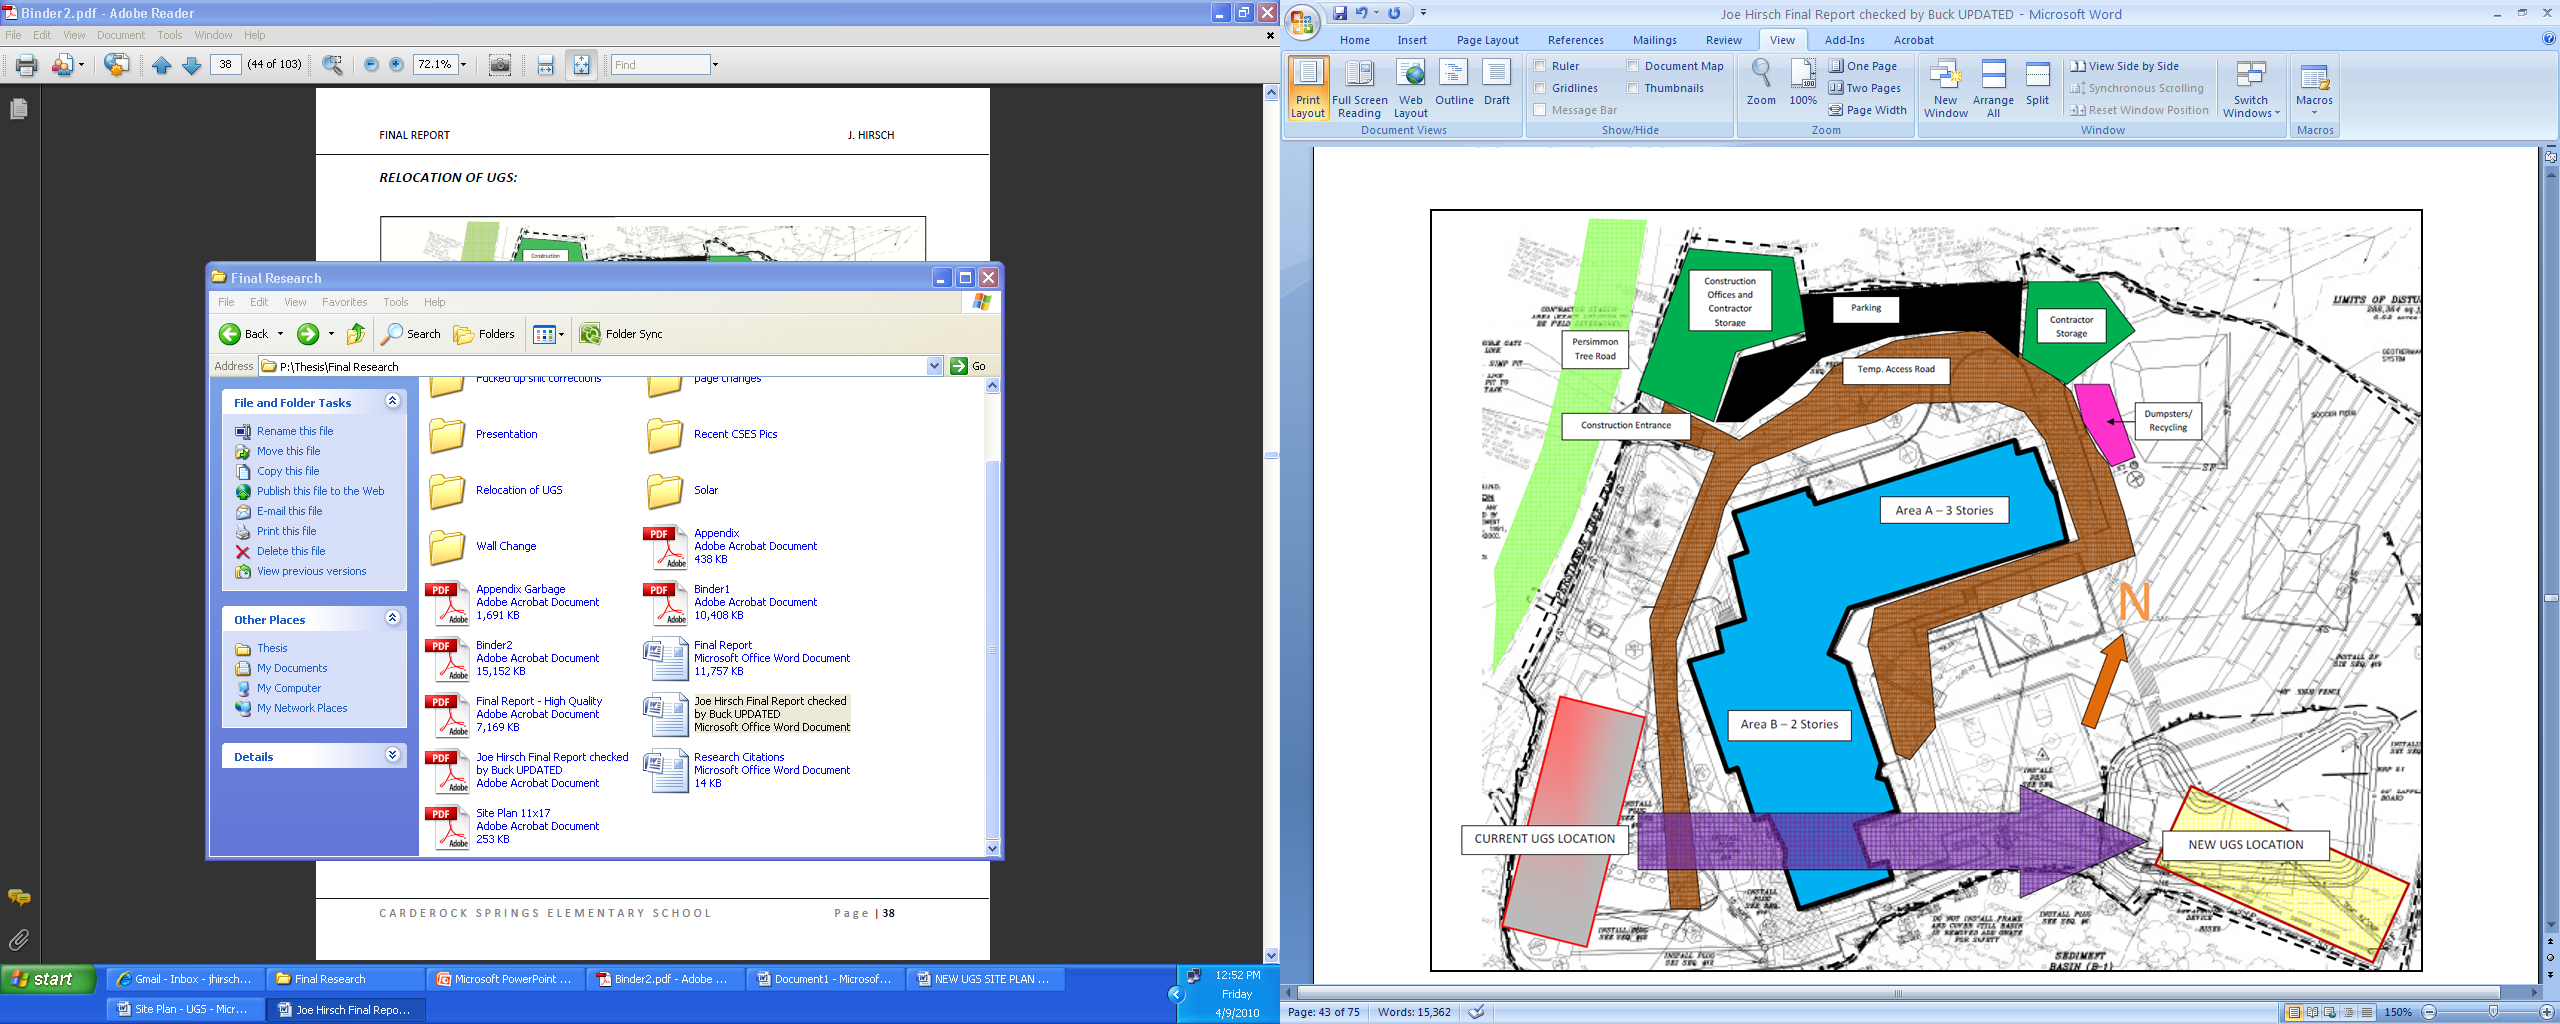 Binder2.pdf - Adobe Reader
File Edit View Document Tools Window Help
38 (44 of 103) 72.1% Find
FINAL REPORT J. HIRSCH
RELOCATION OF UGS:
Construction
Final Research
File Edit View Favorites Tools Help
Back Search Folders Folder Sync
Address P:\Thesis\Final Research Go
File and Folder Tasks
Rename this file
Move this file
Copy this file
Publish this file to the Web
E-mail this file
Print this file
Delete this file
View previous versions
Other Places
Thesis
My Documents
My Computer
My Network Places
Details
Fucked up shit corrections
page changes
Presentation
Recent CSES Pics
Relocation of UGS
Solar
Wall Change
Appendix
Adobe Acrobat Document
438 KB
Appendix Garbage
Adobe Acrobat Document
1,691 KB
Binder1
Adobe Acrobat Document
10,408 KB
Binder2
Adobe Acrobat Document
15,152 KB
Final Report
Microsoft Office Word Document
11,757 KB
Final Report - High Quality
Adobe Acrobat Document
7,169 KB
Joe Hirsch Final Report checked
by Buck UPDATED
Microsoft Office Word Document
Joe Hirsch Final Report checked
by Buck UPDATED
Adobe Acrobat Document
Research Citations
Microsoft Office Word Document
14 KB
Site Plan 11x17
Adobe Acrobat Document
253 KB
CARDEROCK SPRINGS ELEMENTARY SCHOOL Page | 38
start
Gmail - Inbox - jhirsch...
Final Research
Microsoft PowerPoint ...
Binder2.pdf - Adobe ...
Document1 - Microsof...
NEW UGS SITE PLAN ...
Site Plan - UGS - Micr...
Joe Hirsch Final Repo...
12:52 PM
Friday
4/9/2010
Joe Hirsch Final Report checked by Buck UPDATED - Microsoft Word
Home Insert Page Layout References Mailings Review View Add-Ins Acrobat
Print Layout
Full Screen Reading
Web Layout
Outline
Draft
Document Views
Ruler
Gridlines
Message Bar
Document Map
Thumbnails
Show/Hide
Zoom
100%
One Page
Two Pages
Page Width
Zoom
New Window
Arrange All
Split
View Side by Side
Synchronous Scrolling
Reset Window Position
Switch Windows
Window
Macros
Macros
Construction
Offices and
Contractor
Storage
Parking
Contractor
Storage
LIMITS OF DISTU
Persimmon
Tree Road
Temp. Access Road
Construction Entrance
Dumpsters/
Recycling
SOCCER FIELD
Area A – 3 Stories
N
Area B – 2 Stories
CURRENT UGS LOCATION
NEW UGS LOCATION
DO NOT INSTALL FRAME
SEDIMENT
BASIN (B-1)
Page: 43 of 75 Words: 15,362 150%